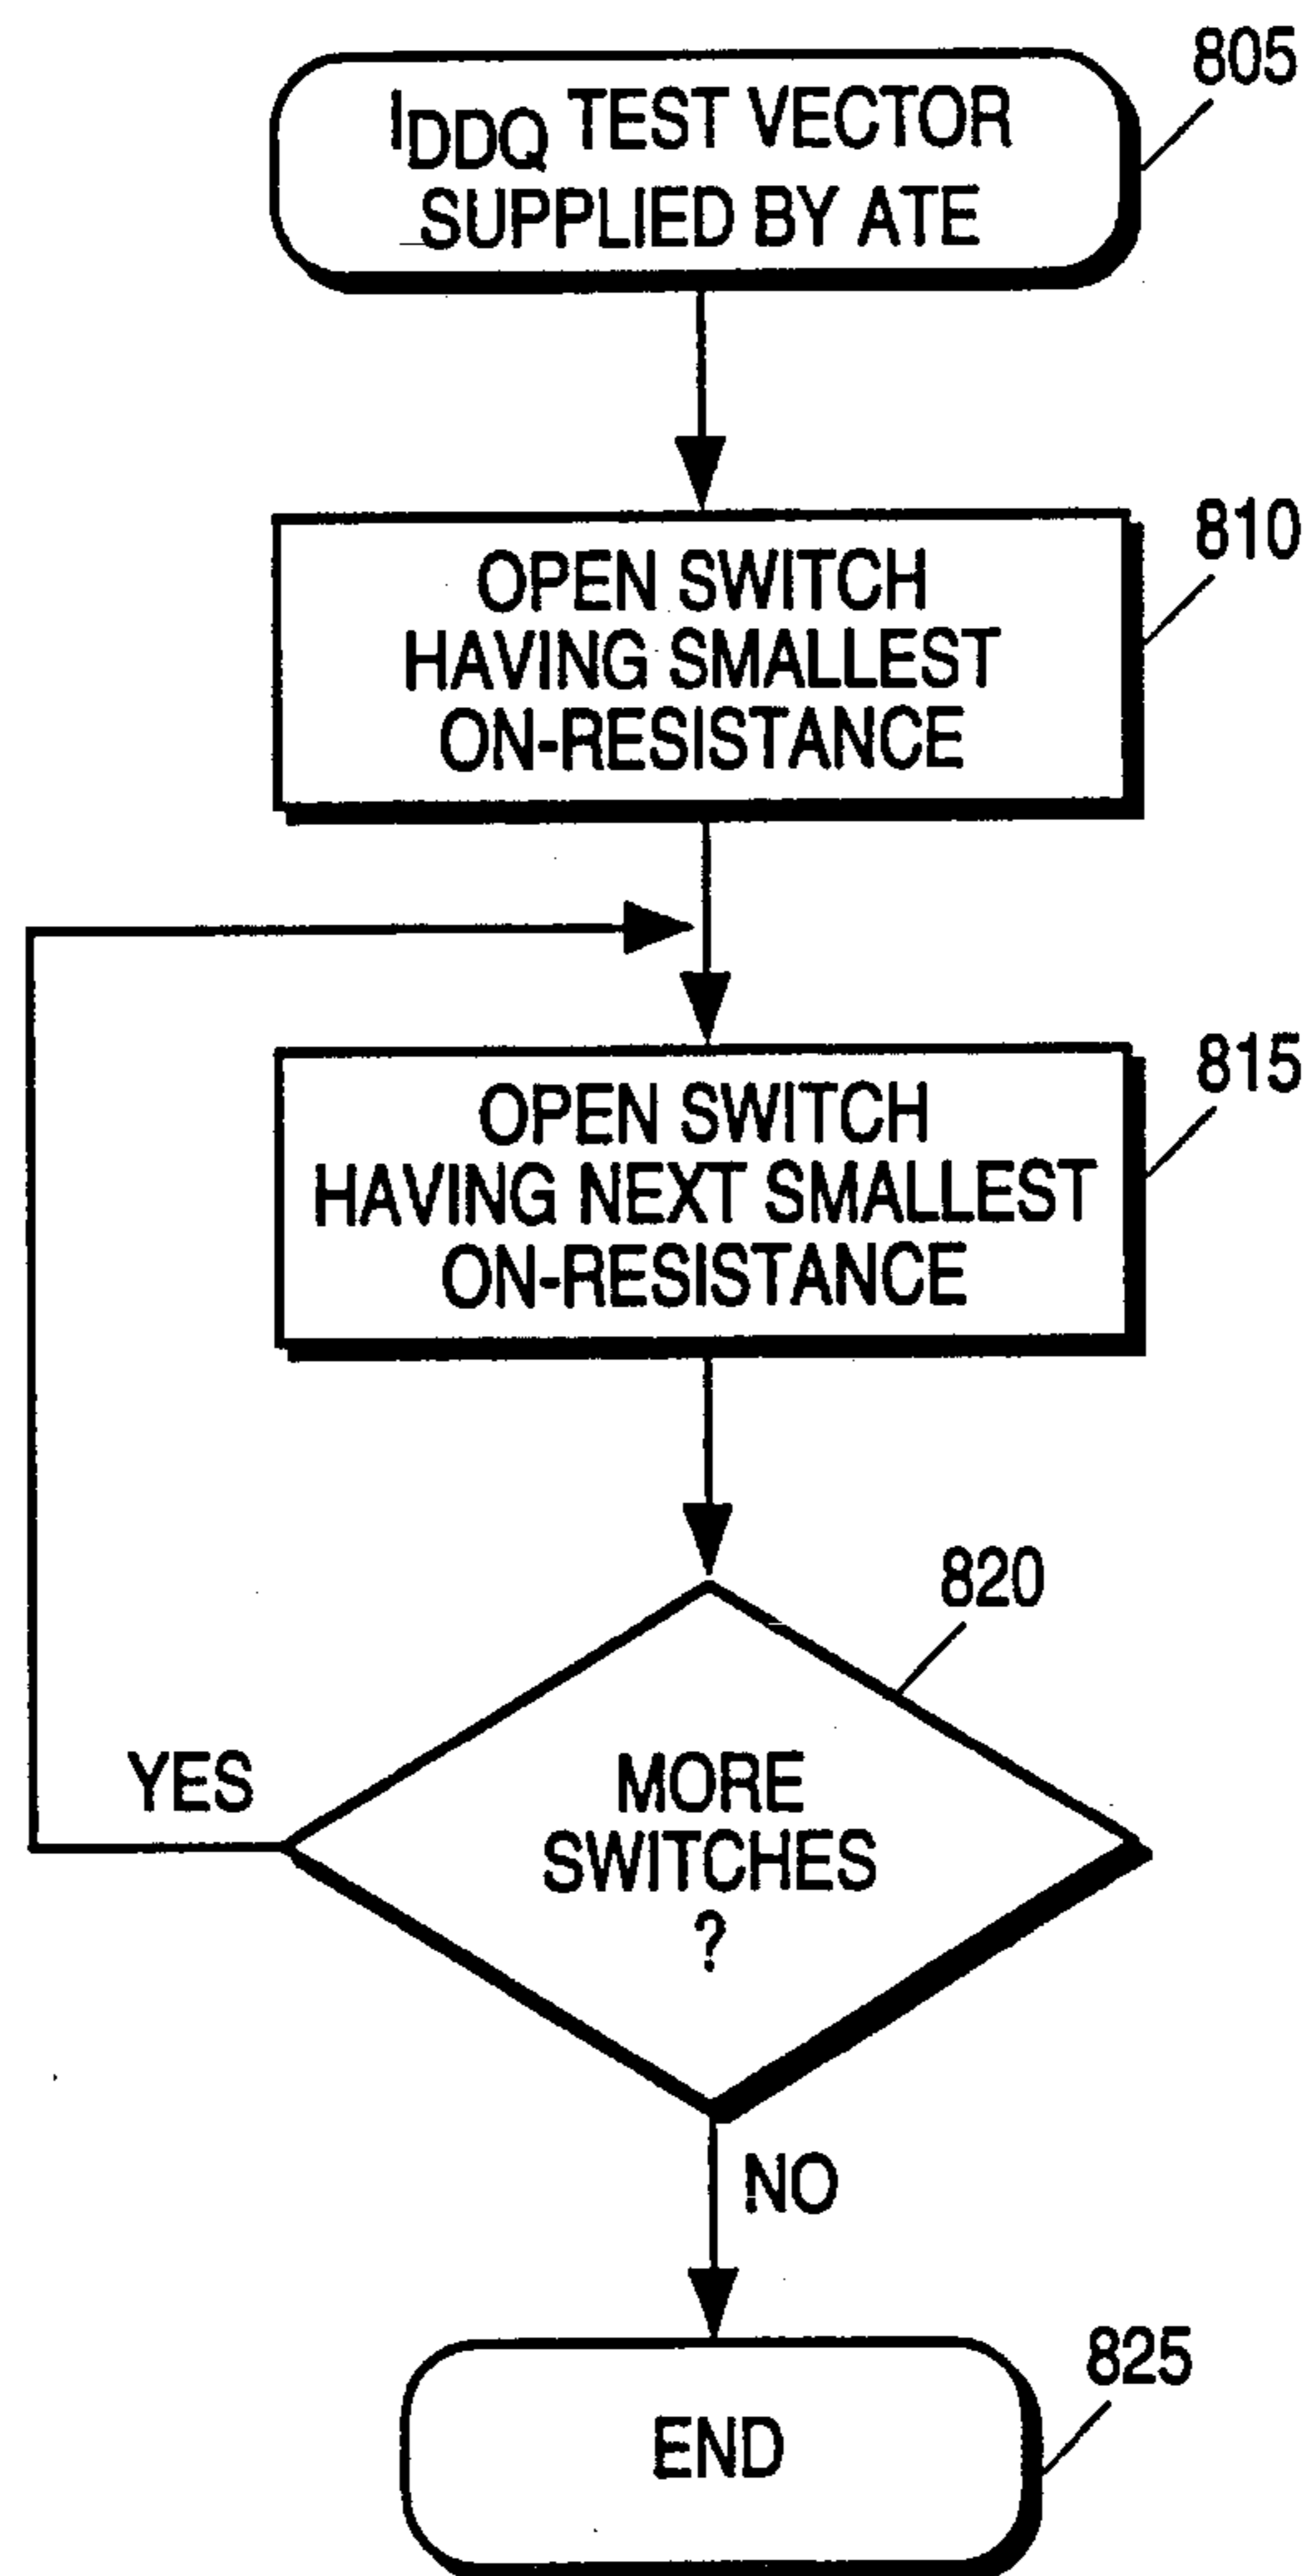 805
IDDQ TEST VECTOR
SUPPLIED BY ATE
810
OPEN SWITCH
HAVING SMALLEST
ON-RESISTANCE
815
OPEN SWITCH
HAVING NEXT SMALLEST
ON-RESISTANCE
820
YES
MORE
SWITCHES
?
NO
825
END